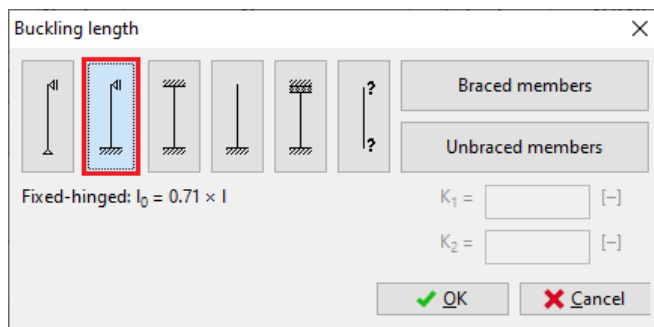 Buckling length
?
?
Braced members
Unbraced members
Fixed-hinged: l₀ = 0.71 × l
K₁ = [−]
K₂ = [−]
OK
Cancel